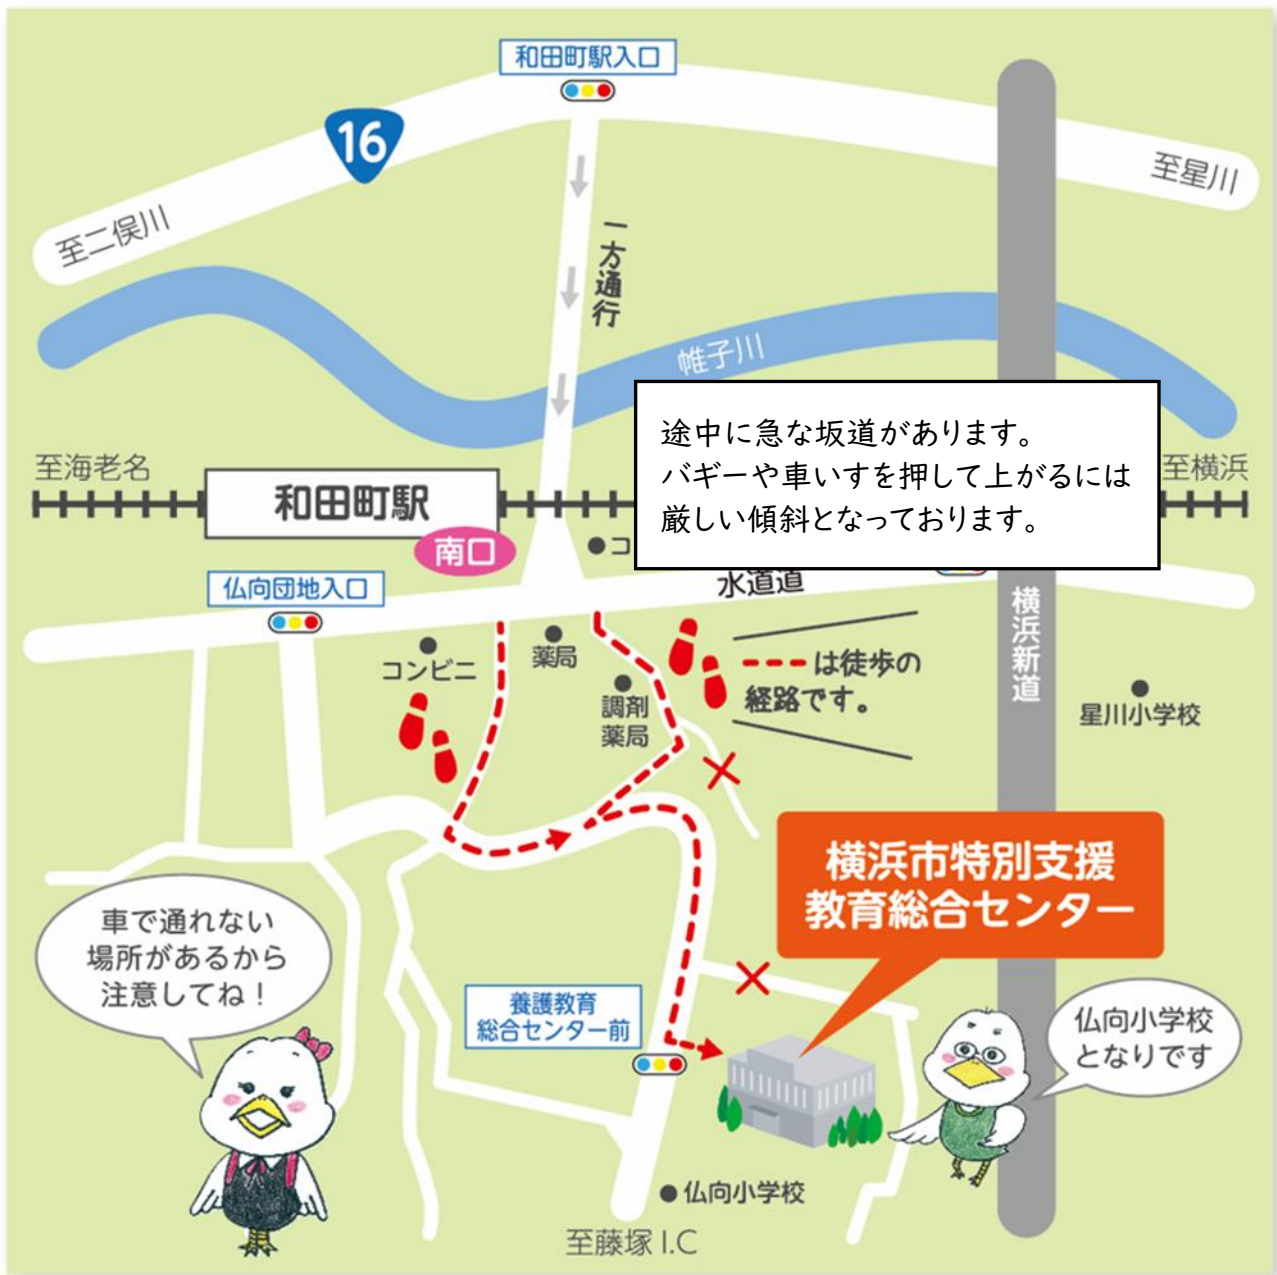 和田町駅入口
16
至星川
至二俣川
一方通行
帷子川
途中に急な坂道があります。
バギーや車いすを押して上がるには
厳しい傾斜となっております。
至海老名
至横浜
和田町駅
南口
コ
仏向団地入口
水道道
横浜新道
コンビニ
薬局
調剤
薬局
---は徒歩の
経路です。
星川小学校
横浜市特別支援
教育総合センター
車で通れない
場所があるから
注意してね！
養護教育
総合センター前
仏向小学校
となりです
仏向小学校
至藤塚I.C